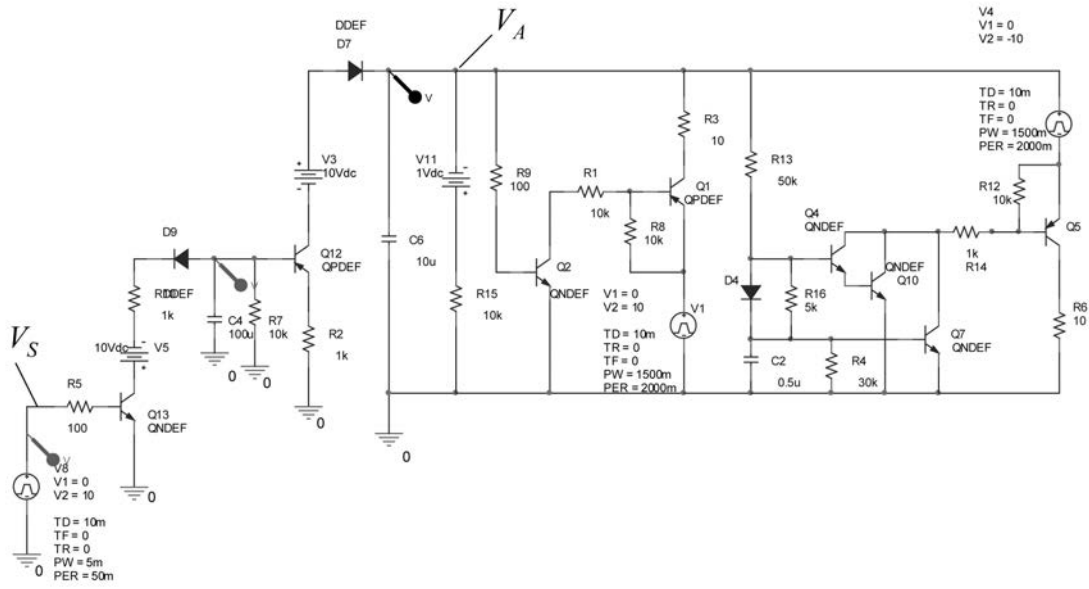 V_A
V4
V1 = 0
V2 = -10
DDEF
D7
TD = 10m
TR = 0
TF = 0
PW = 1500m
PER = 2000m
R3
10
V3
10Vdc
V11
1Vdc
R9
100
R1
10k
R13
50k
Q1
QPDEF
R12
10k
Q4
QNDEF
Q5
D9
Q12
QPDEF
C6
10u
R8
10k
Q2
QNDEF
1k
R14
QNDEF
Q10
D4
DDEF
1k
C4
100u
R7
10k
R15
10k
V1 = 0
V2 = 10
V1
R16
5k
R6
10
V_S
10Vdc
V5
R2
1k
TD = 10m
TR = 0
TF = 0
PW = 1500m
PER = 2000m
Q7
QNDEF
C2
0.5u
R4
30k
0
0
R5
100
Q13
QNDEF
0
0
V
V
V8
V1 = 0
V2 = 10
0
TD = 10m
TF = 0
TR = 0
PW = 5m
PER = 50m
0